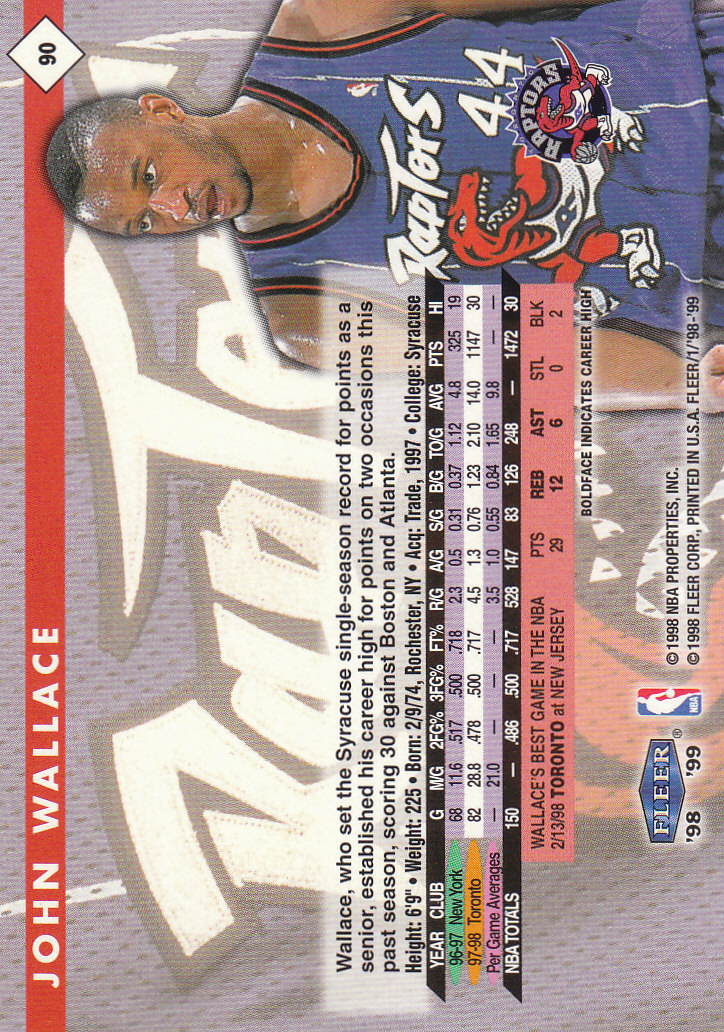 JOHN WALLACE
90
RapTors
44
RAPTORS
Wallace, who set the Syracuse single-season record for points as a
senior, established his career high for points on two occasions this
past season, scoring 30 against Boston and Atlanta.
Height: 6'9" • Weight: 225 • Born: 2/9/74, Rochester, NY • Acq: Trade, 1997 • College: Syracuse
YEAR CLUB G M/G 2FG% 3FG% FT% R/G A/G S/G B/G TO/G AVG PTS HI
96-97 New York 68 11.6 .517 .500 .718 2.3 0.5 0.31 0.37 1.12 4.8 325 19
97-98 Toronto 82 28.8 .478 .500 .717 4.5 1.3 0.76 1.23 2.10 14.0 1147 30
Per Game Averages — 21.0 — — — 3.5 1.0 0.55 0.84 1.65 9.8 — —
NBA TOTALS 150 — .486 .500 .717 528 147 83 126 248 — 1472 30
WALLACE'S BEST GAME IN THE NBA PTS REB AST STL BLK
2/13/98 TORONTO at NEW JERSEY 29 12 6 0 2
BOLDFACE INDICATES CAREER HIGH
FLEER®
'98 '99
NBA
© 1998 NBA PROPERTIES, INC.
© 1998 FLEER CORP., PRINTED IN U.S.A. FLEER/1/'98-'99